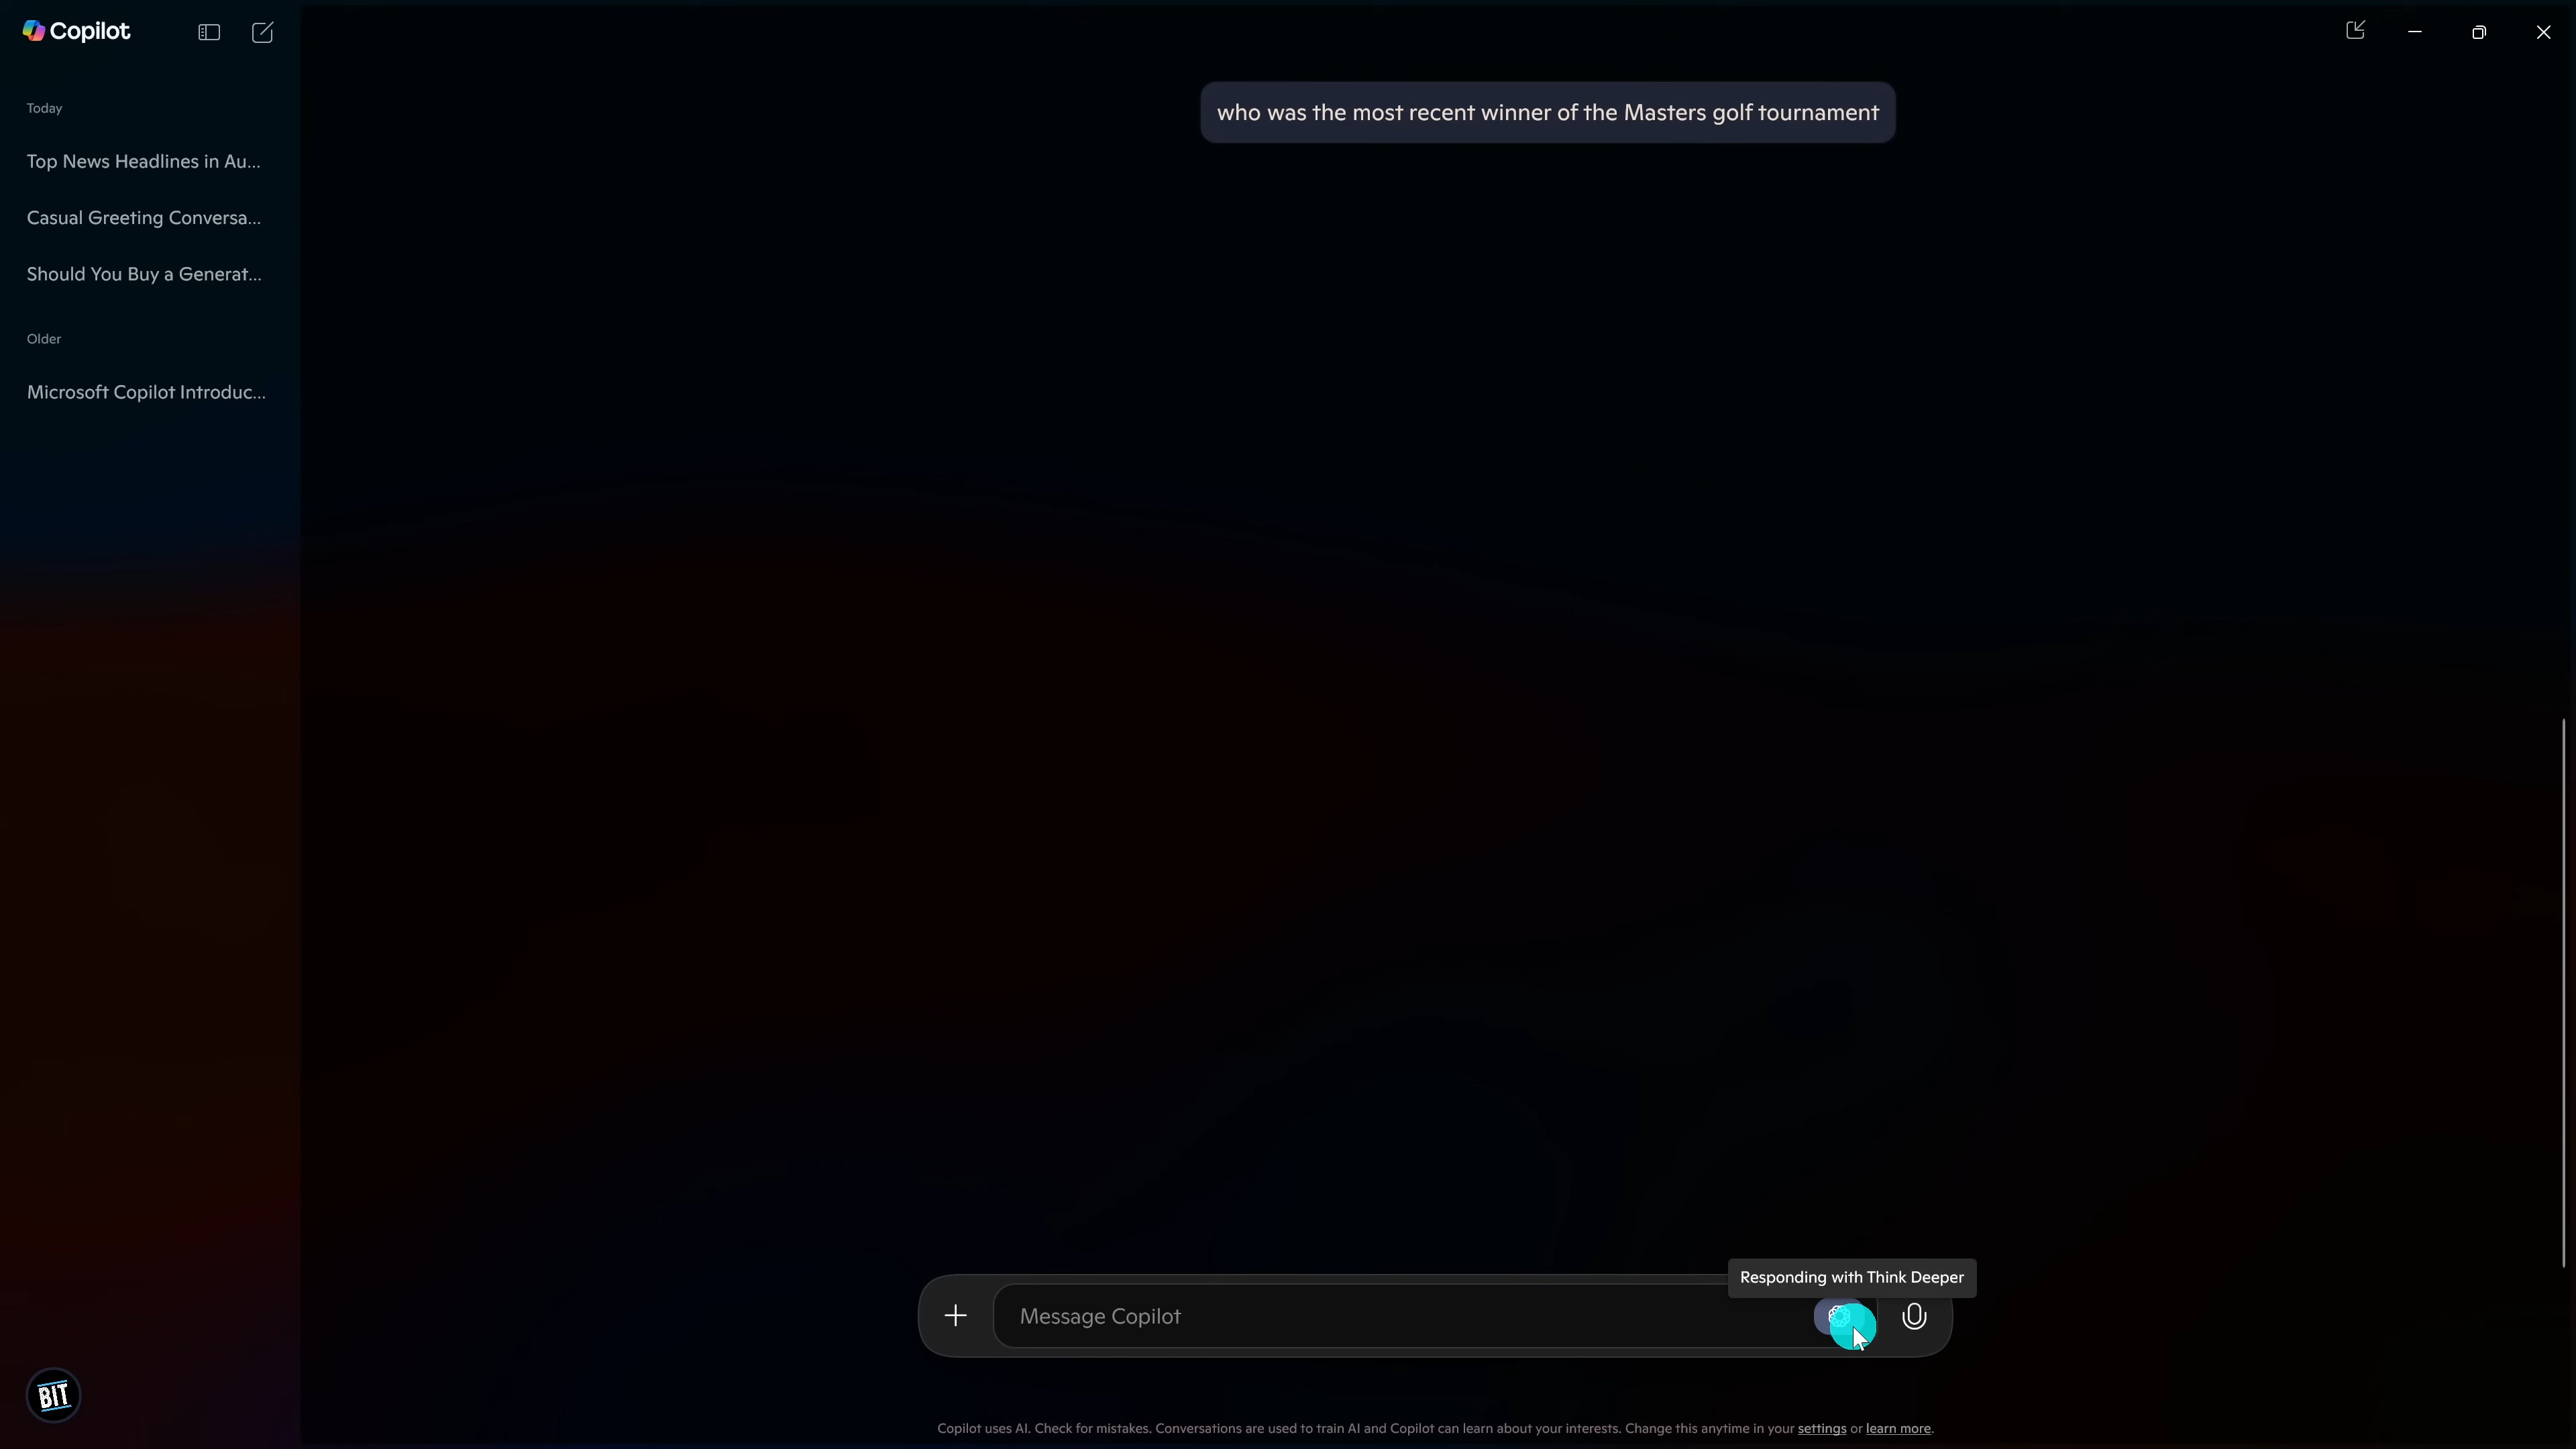 Copilot
Today
Top News Headlines in Au...
Casual Greeting Conversa...
Should You Buy a Generat...
Older
Microsoft Copilot Introduc...
BIT
who was the most recent winner of the Masters golf tournament
Responding with Think Deeper
Message Copilot
Copilot uses AI. Check for mistakes. Conversations are used to train AI and Copilot can learn about your interests. Change this anytime in your settings or learn more.